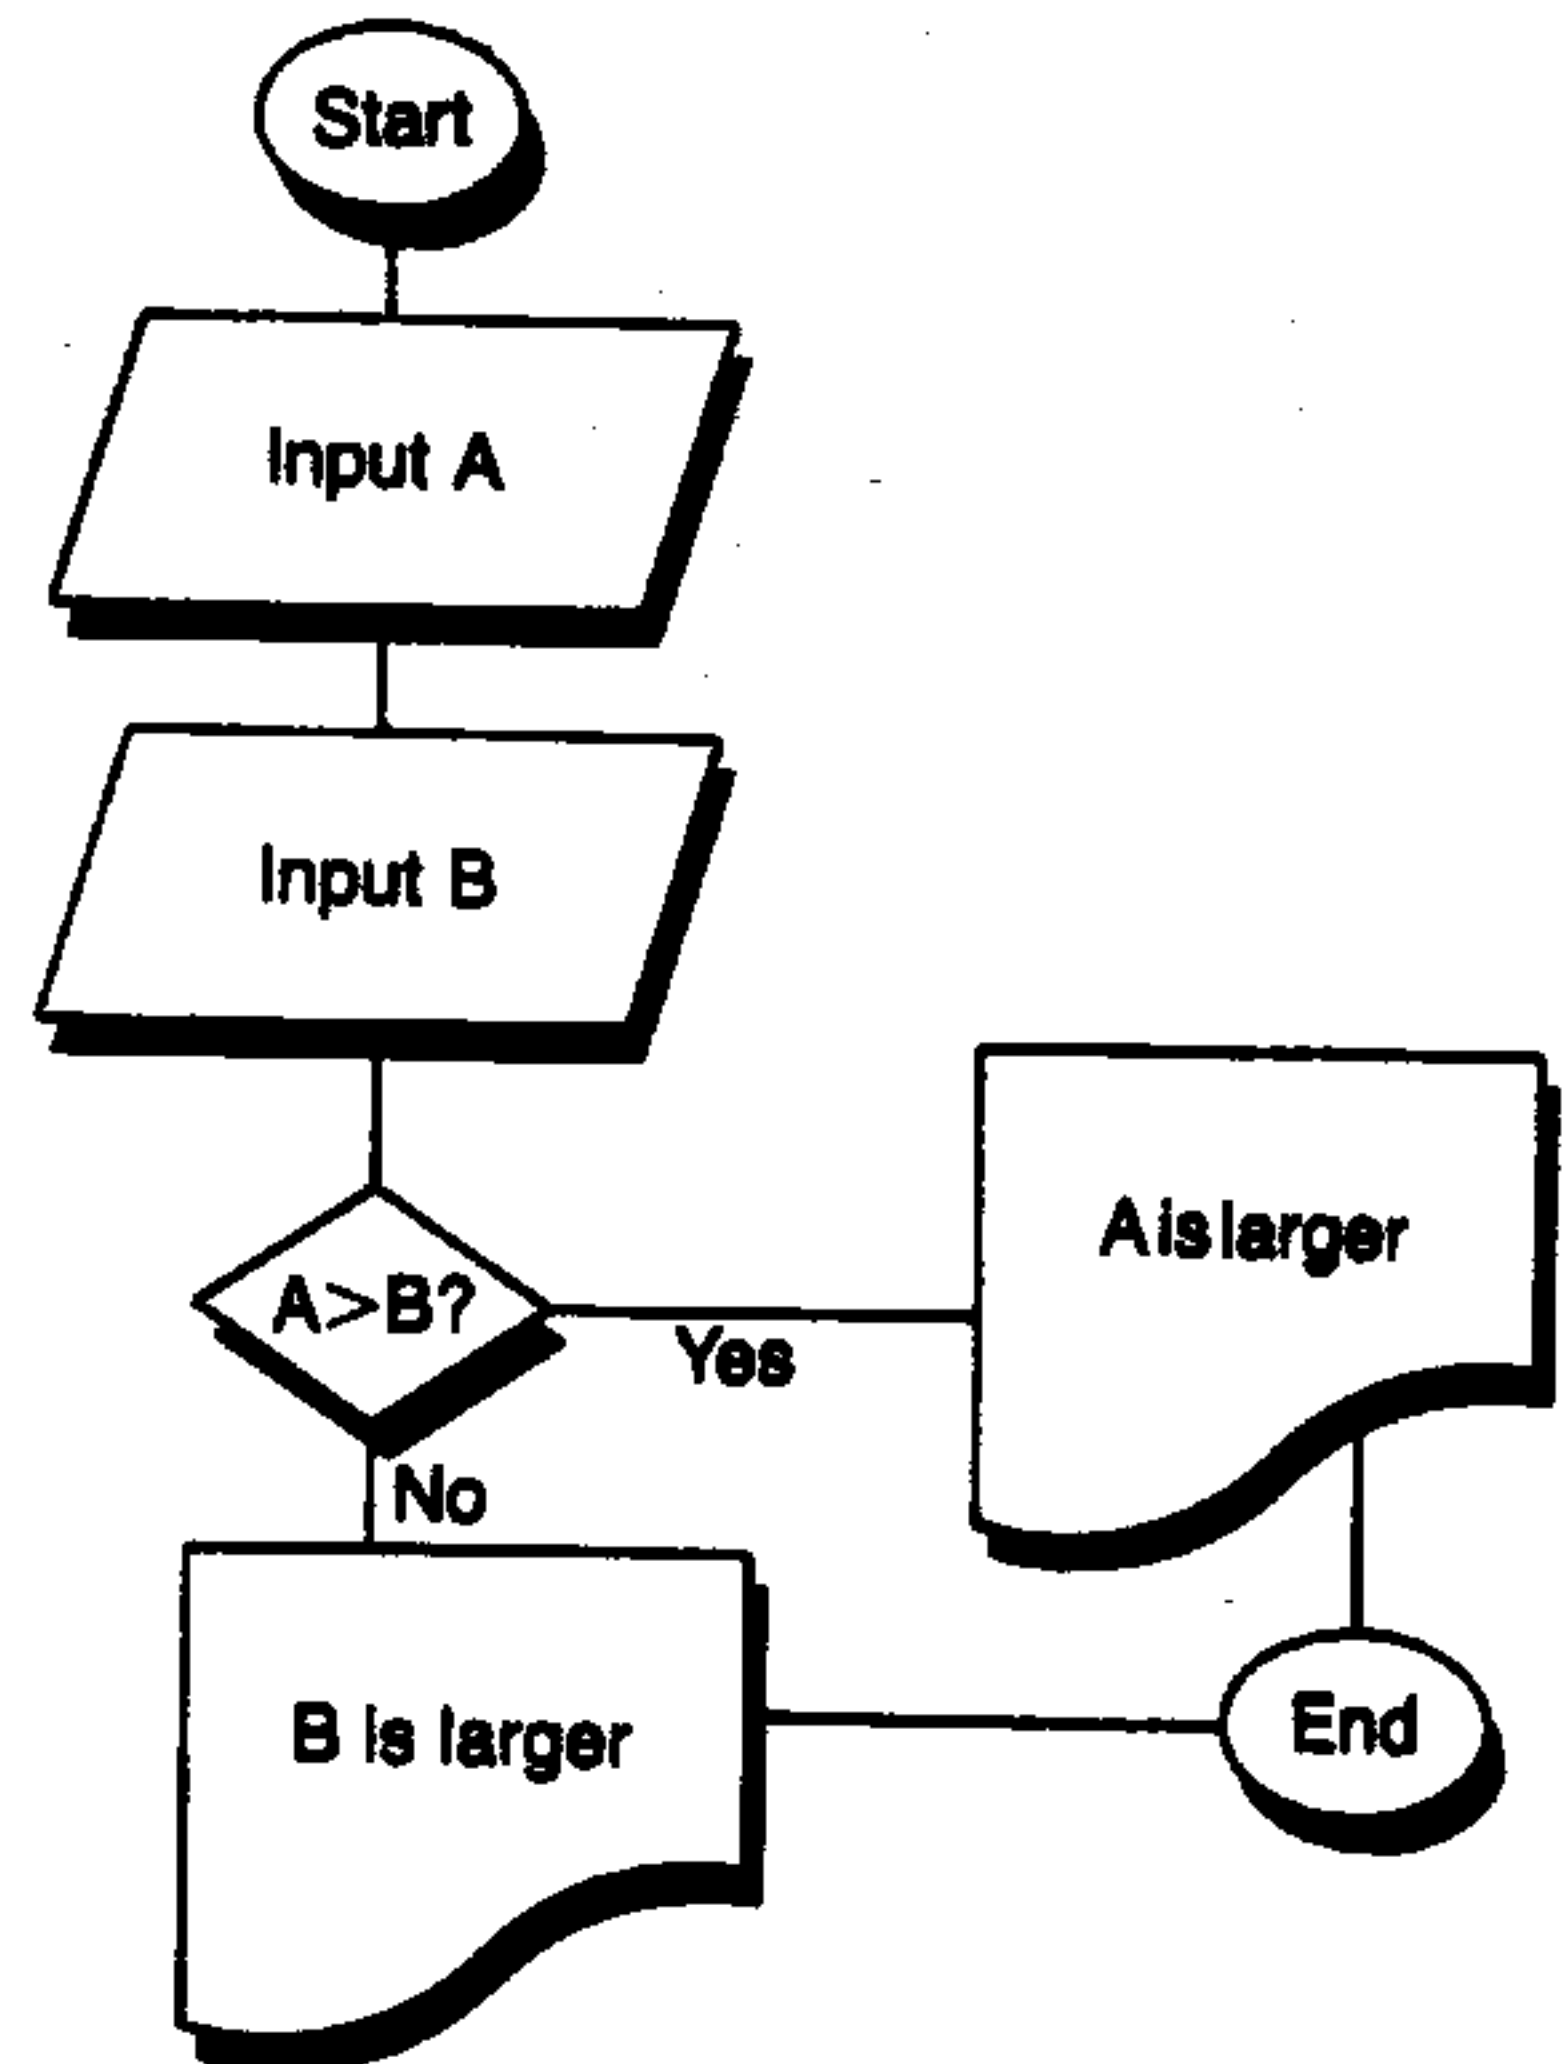 Start
Input A
Input B
A>B?
Yes
A is larger
No
B is larger
End